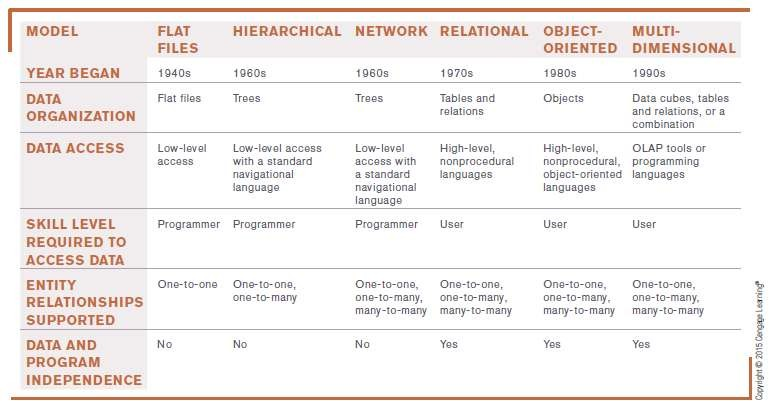 MODEL FLAT FILES HIERARCHICAL NETWORK RELATIONAL OBJECT-ORIENTED MULTI-DIMENSIONAL
YEAR BEGAN 1940s 1960s 1960s 1970s 1980s 1990s
DATA ORGANIZATION Flat files Trees Trees Tables and relations Objects Data cubes, tables and relations, or a combination
DATA ACCESS Low-level access Low-level access with a standard navigational language Low-level access with a standard navigational language High-level, nonprocedural languages High-level, nonprocedural, object-oriented languages OLAP tools or programming languages
SKILL LEVEL REQUIRED TO ACCESS DATA Programmer Programmer Programmer User User User
ENTITY RELATIONSHIPS SUPPORTED One-to-one One-to-one, one-to-many One-to-one, one-to-many, many-to-many One-to-one, one-to-many, many-to-many One-to-one, one-to-many, many-to-many One-to-one, one-to-many, many-to-many
DATA AND PROGRAM INDEPENDENCE No No No Yes Yes Yes
Copyright © 2015 Cengage Learning®